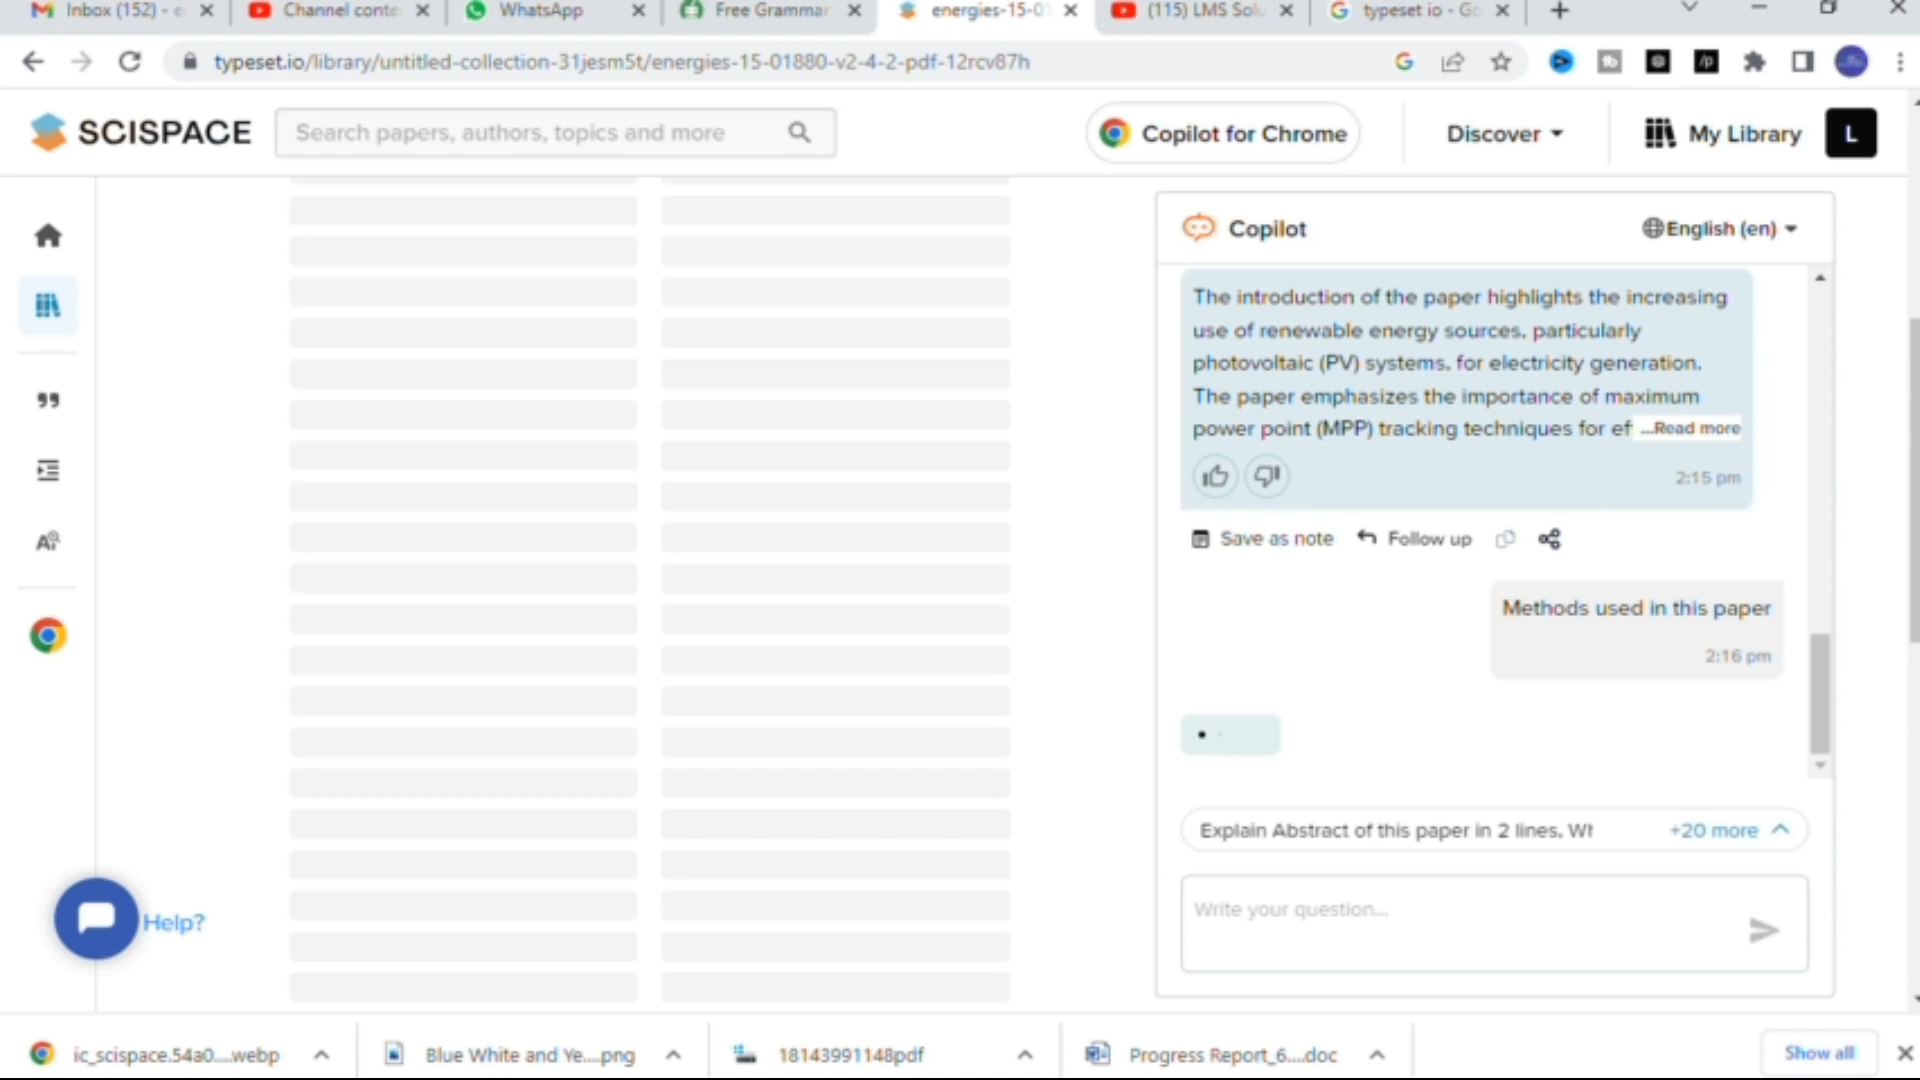 Inbox (152) - e
Channel conte
WhatsApp
Free Grammar
energies-15-01
(115) LMS Solu
typeset io - Go
typeset.io/library/untitled-collection-31jesm5t/energies-15-01880-v2-4-2-pdf-12rcv87h
SCISPACE
Search papers, authors, topics and more
Copilot for Chrome
Discover
My Library
L
Copilot
English (en)
The introduction of the paper highlights the increasing
use of renewable energy sources, particularly
photovoltaic (PV) systems, for electricity generation.
The paper emphasizes the importance of maximum
power point (MPP) tracking techniques for ef ...Read more
2:15 pm
Save as note
Follow up
Methods used in this paper
2:16 pm
Explain Abstract of this paper in 2 lines, Wh
+20 more
Write your question...
Help?
ic_scispace.54a0....webp
Blue White and Ye....png
18143991148pdf
Progress Report_6....doc
Show all